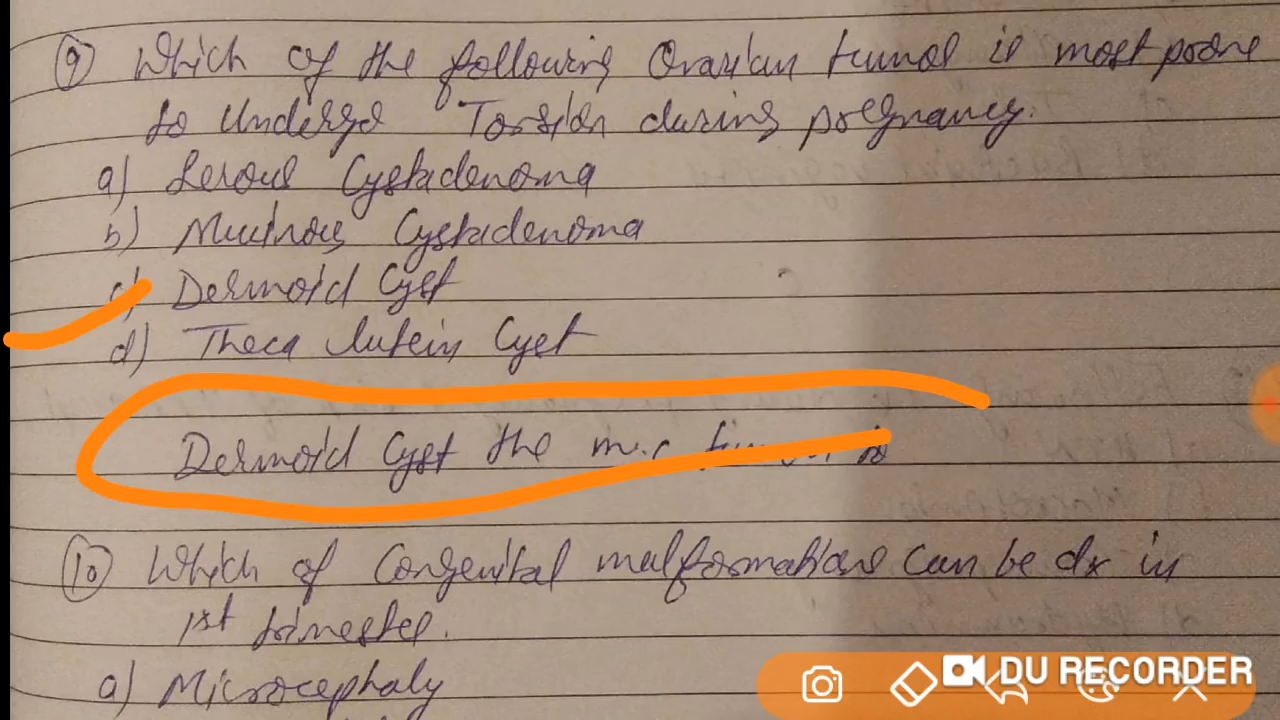 9) Which of the following Ovarian tumor is most prone
to undergo Torsion during pregnancy.
a) Serous Cystadenoma
b) Mucinous Cystadenoma
c) Dermoid Cyst
d) Theca lutein Cyst
Dermoid Cyst the m.c tumor to
10) Which of Congenital malformations can be dx in
1st trimester.
a) Microcephaly
DU RECORDER